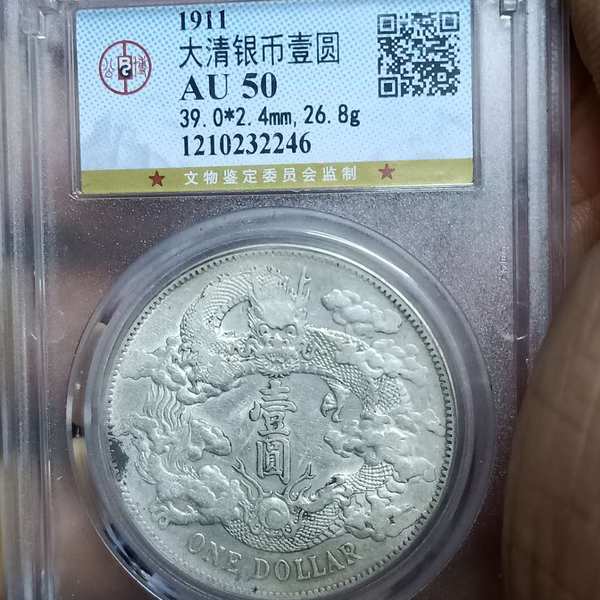 1911
大清银币壹圆
AU 50
39.0*2.4mm,26.8g
1210232246
文物鉴定委员会监制
壹
圓
ONE DOLLAR